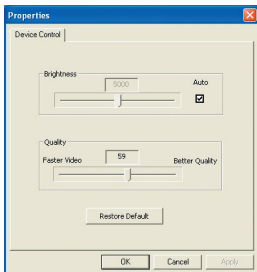 Properties
Device Control
Brightness
5000
Auto
Quality
Faster Video
59
Better Quality
Restore Default
OK
Cancel
Apply